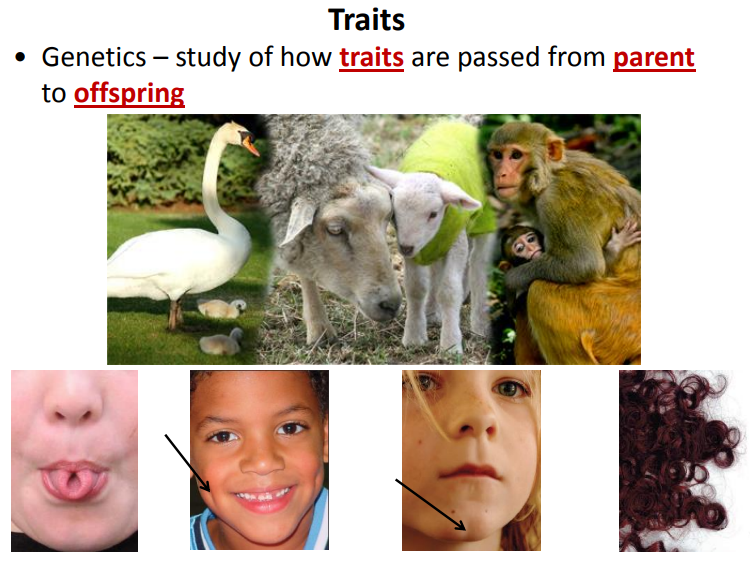 Traits
• Genetics – study of how traits are passed from parent
to offspring